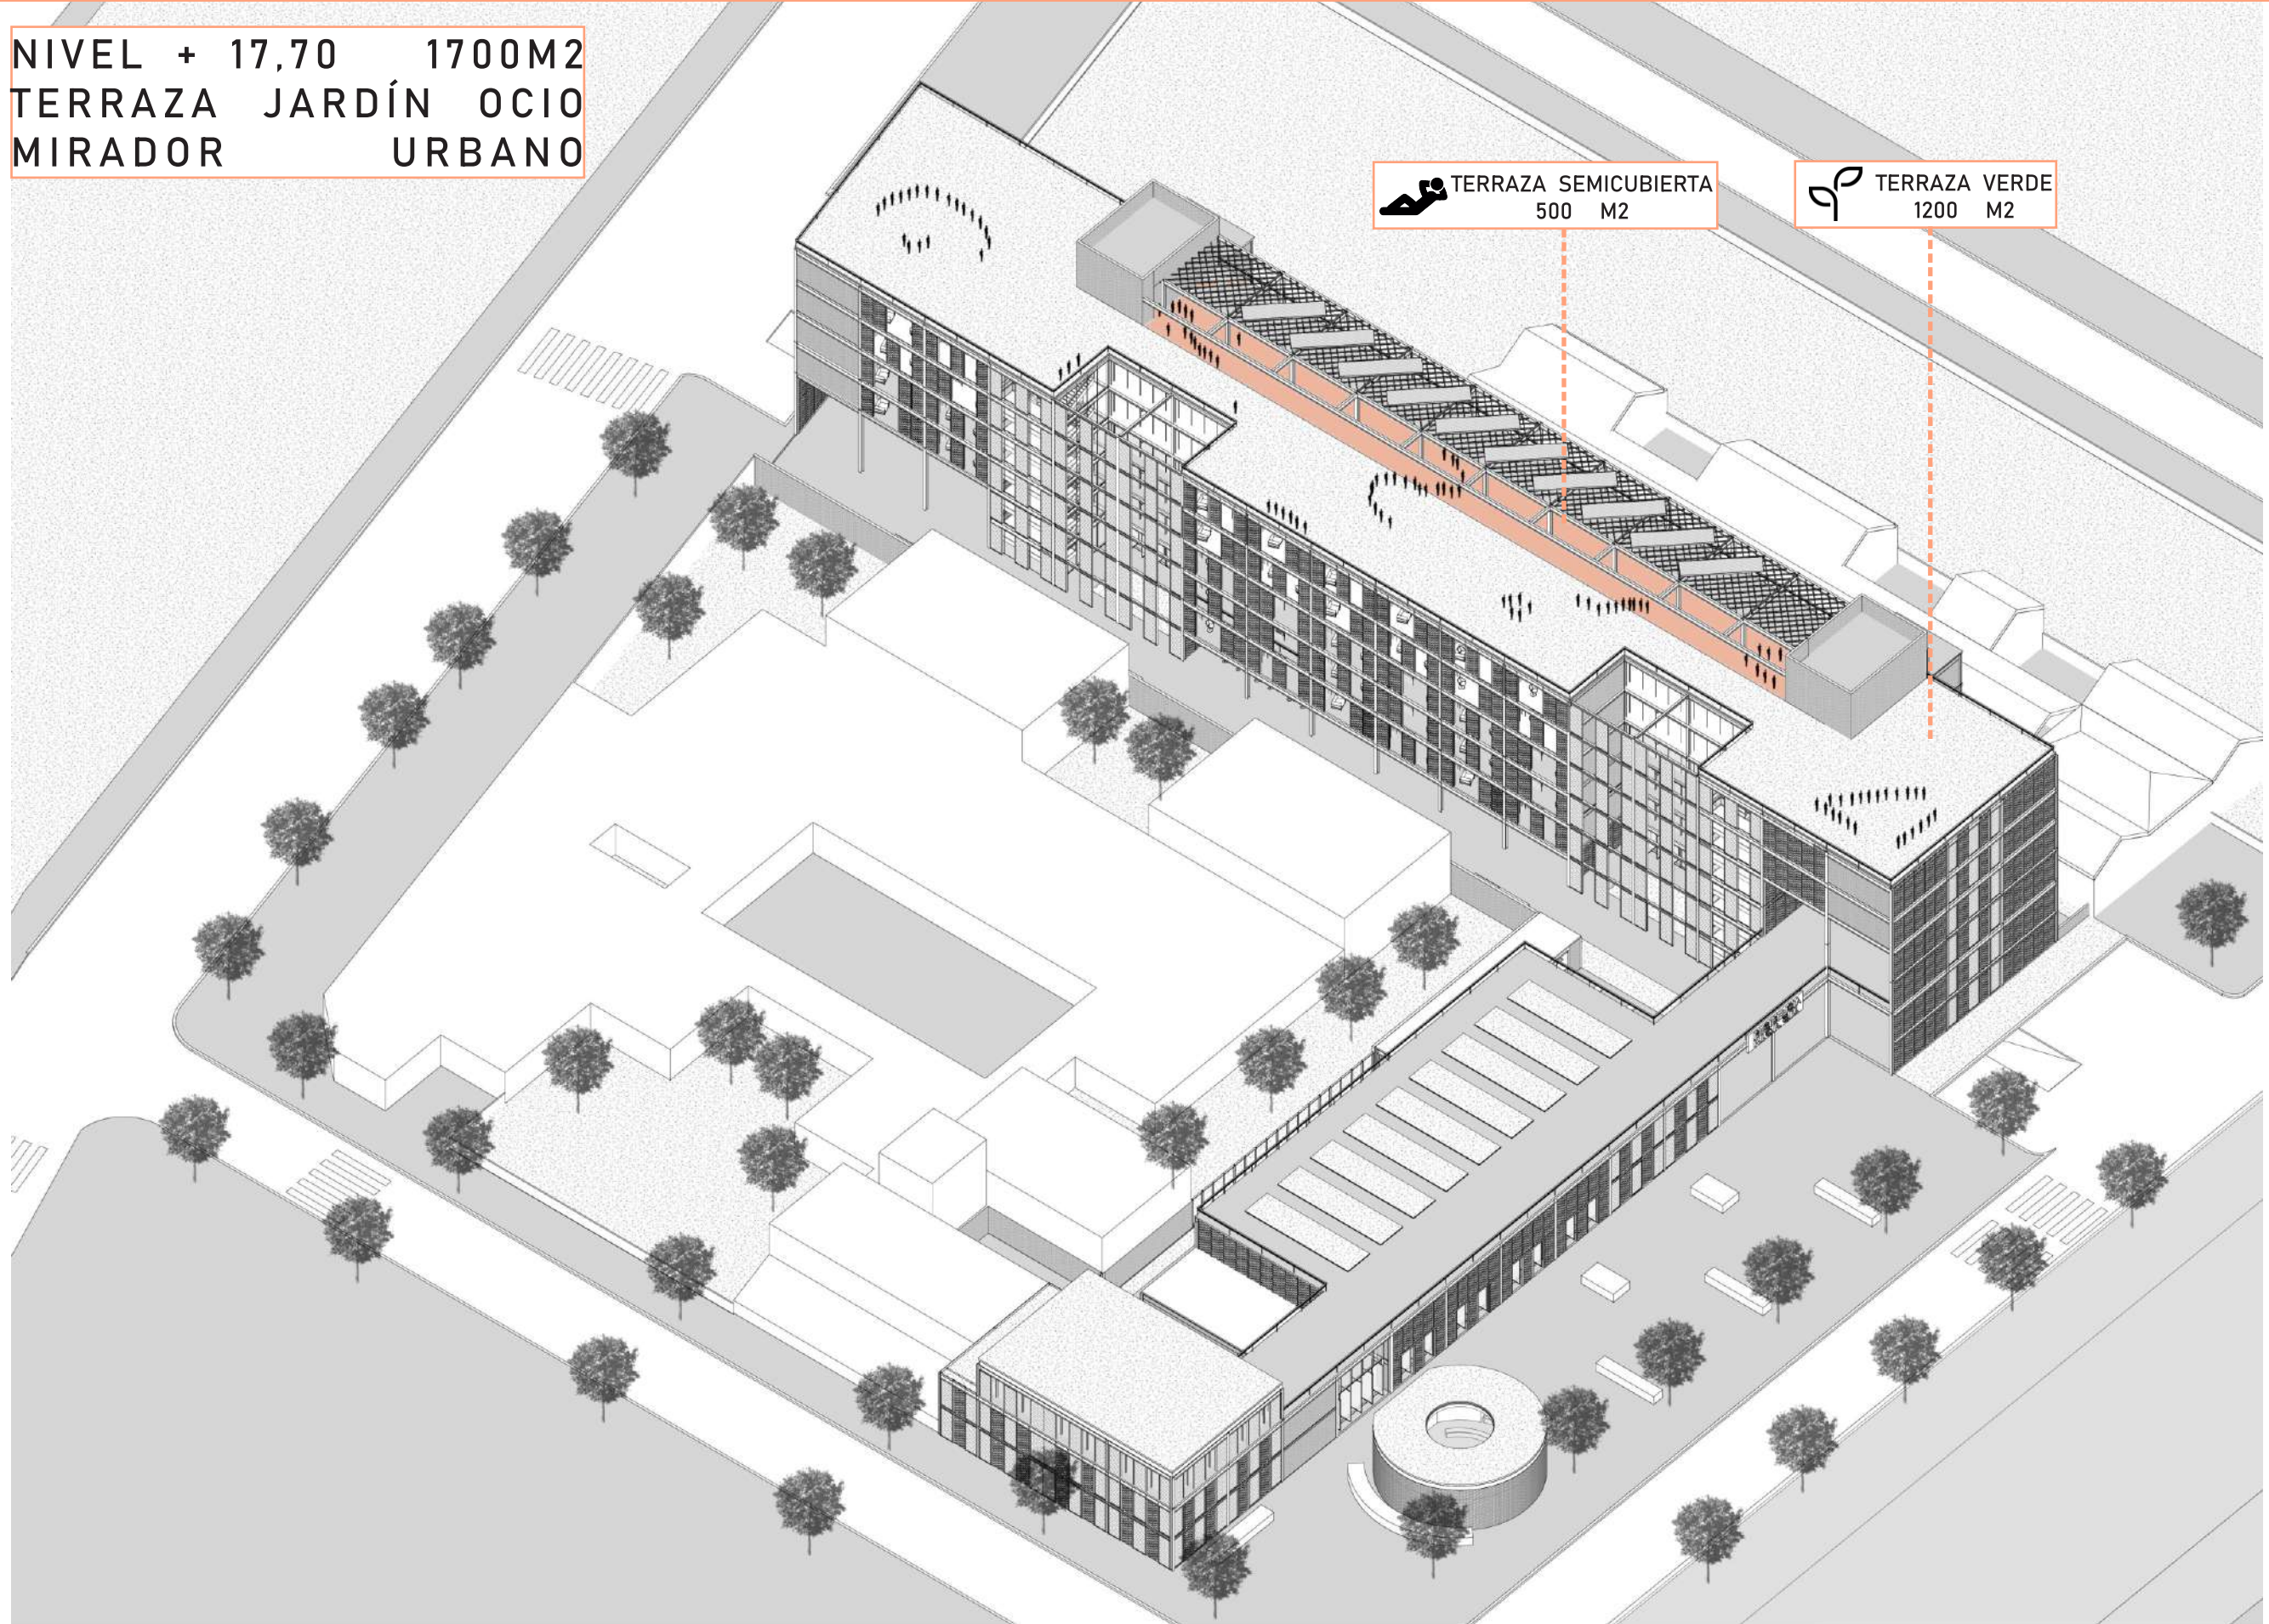 NIVEL + 17,70 1700M2
TERRAZA JARDÍN OCIO
MIRADOR URBANO
TERRAZA SEMICUBIERTA
500 M2
TERRAZA VERDE
1200 M2